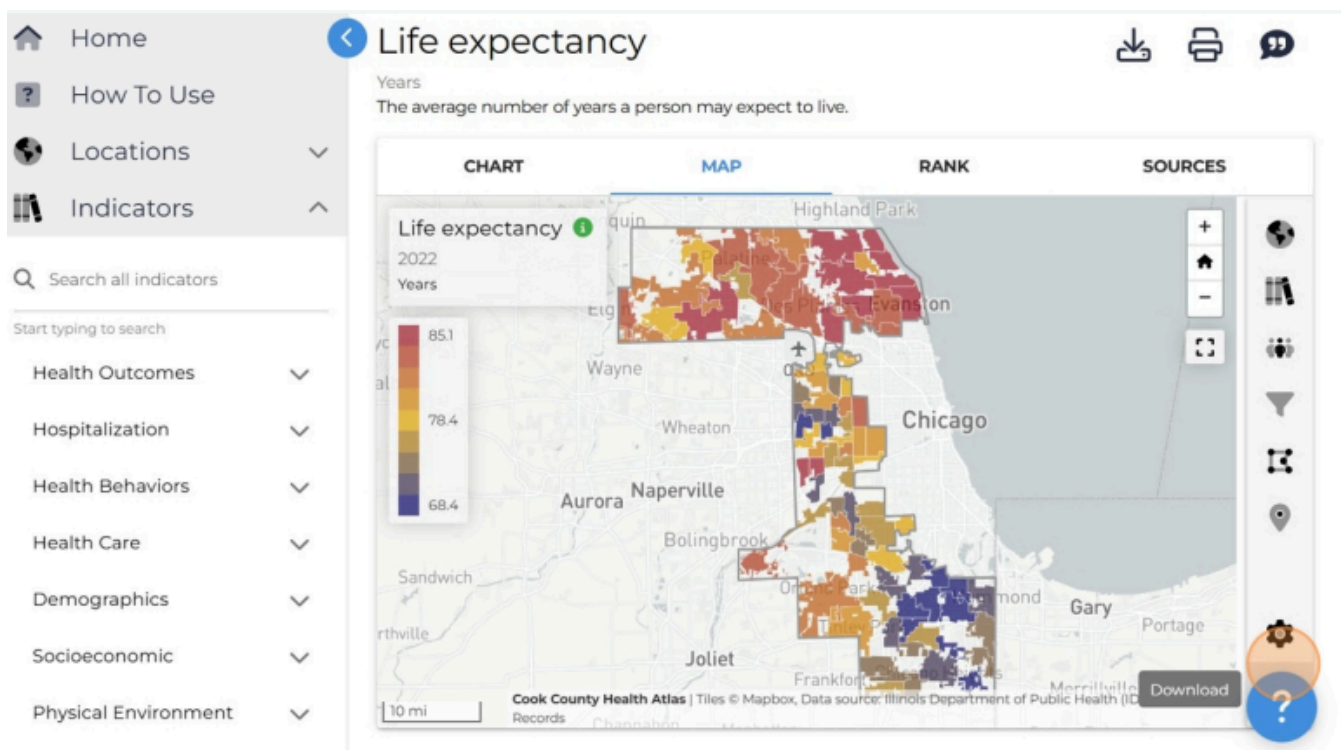 Home
How To Use
Locations
Indicators
Search all indicators
Start typing to search
Health Outcomes
Hospitalization
Health Behaviors
Health Care
Demographics
Socioeconomic
Physical Environment
Life expectancy
Years
The average number of years a person may expect to live.
CHART MAP RANK SOURCES
Life expectancy
2022
Years
85.1
78.4
68.4
Highland Park
Palatine
Evanston
Wayne
Wheaton
Chicago
Naperville
Aurora
Bolingbrook
Sandwich
Gary
Portage
Joliet
10 mi
Cook County Health Atlas | Tiles © Mapbox, Data source: Illinois Department of Public Health (ID
Records
Download
?